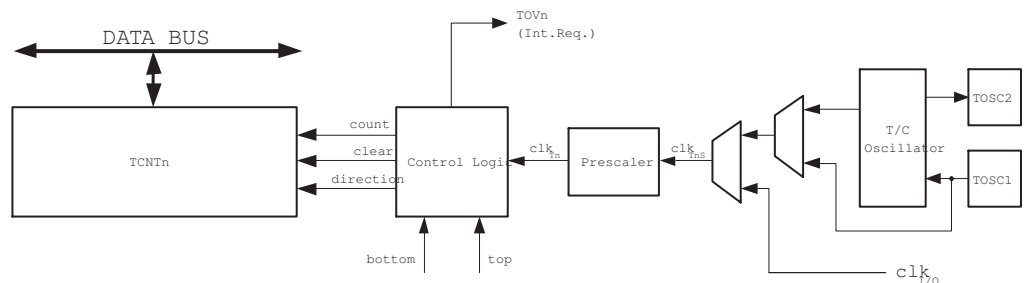 TOVn
(Int.Req.)
DATA BUS
TOSC2
count
T/C
Oscillator
clear
TCNTn
Control Logic
clkTn
Prescaler
clkTnS
direction
TOSC1
bottom
top
clkI/O